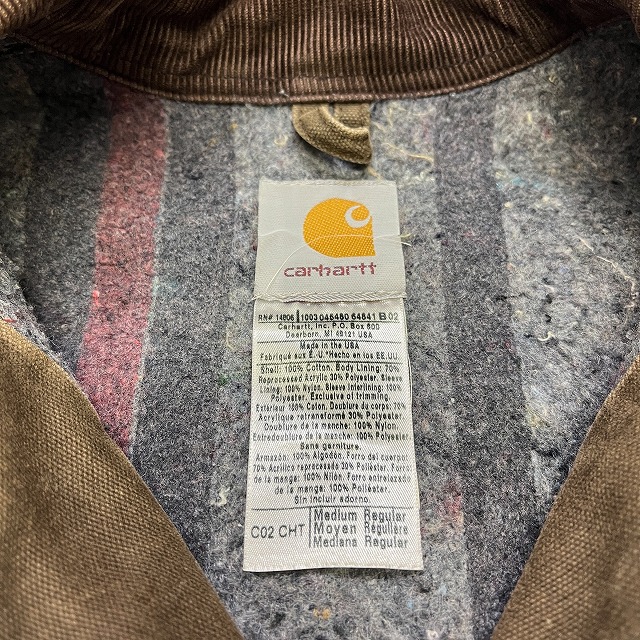 carhartt
RN# 14806 1003 046480 64841 B 02
Carhartt, Inc. P.O. Box 600
Dearborn, MI 48121 USA
Made in the USA
Fabriqué aux É.-U.*Hecho en los EE.UU.
Shell: 100% Cotton. Body Lining: 70%
Reprocessed Acrylic 30% Polyester. Sleeve
Lining: 100% Nylon. Sleeve Interlining: 100%
Polyester. Exclusive of trimming.
Extérieur: 100% Coton. Doublure du corps: 70%
Acrylique retransformé 30% Polyester.
Doublure de la manche: 100% Nylon.
Entredoublure de la manche: 100% Polyester.
Sans garniture.
Armazón: 100% Algodón. Forro del cuerpo:
70% Acrílico reprocesado 30% Poliéster. Forro
de la manga: 100% Nilón. Forro entrelazado
de la manga: 100% Poliéster.
Sin incluir adorno.
C02 CHT
Medium Regular
Moyen Régulière
Mediana Regular